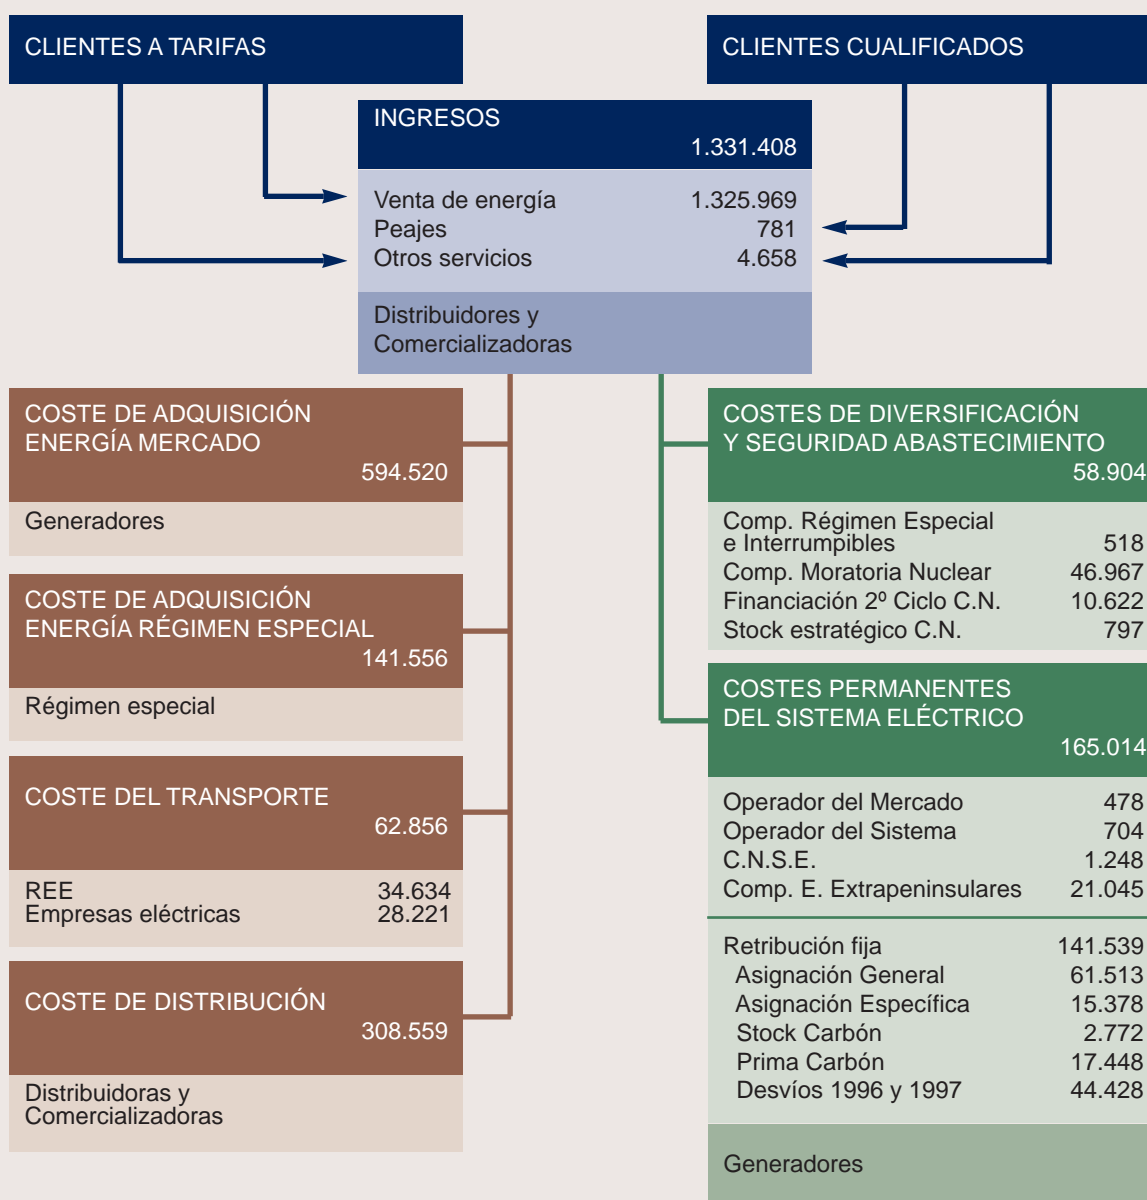 CLIENTES A TARIFAS
CLIENTES CUALIFICADOS
INGRESOS
1.331.408
Venta de energía 1.325.969
Peajes 781
Otros servicios 4.658
Distribuidores y
Comercializadoras
COSTE DE ADQUISICIÓN
ENERGÍA MERCADO
594.520
Generadores
COSTE DE ADQUISICIÓN
ENERGÍA RÉGIMEN ESPECIAL
141.556
Régimen especial
COSTE DEL TRANSPORTE
62.856
REE 34.634
Empresas eléctricas 28.221
COSTE DE DISTRIBUCIÓN
308.559
Distribuidoras y
Comercializadoras
COSTES DE DIVERSIFICACIÓN
Y SEGURIDAD ABASTECIMIENTO
58.904
Comp. Régimen Especial
e Interrumpibles 518
Comp. Moratoria Nuclear 46.967
Financiación 2º Ciclo C.N. 10.622
Stock estratégico C.N. 797
COSTES PERMANENTES
DEL SISTEMA ELÉCTRICO
165.014
Operador del Mercado 478
Operador del Sistema 704
C.N.S.E. 1.248
Comp. E. Extrapeninsulares 21.045
Retribución fija 141.539
Asignación General 61.513
Asignación Específica 15.378
Stock Carbón 2.772
Prima Carbón 17.448
Desvíos 1996 y 1997 44.428
Generadores